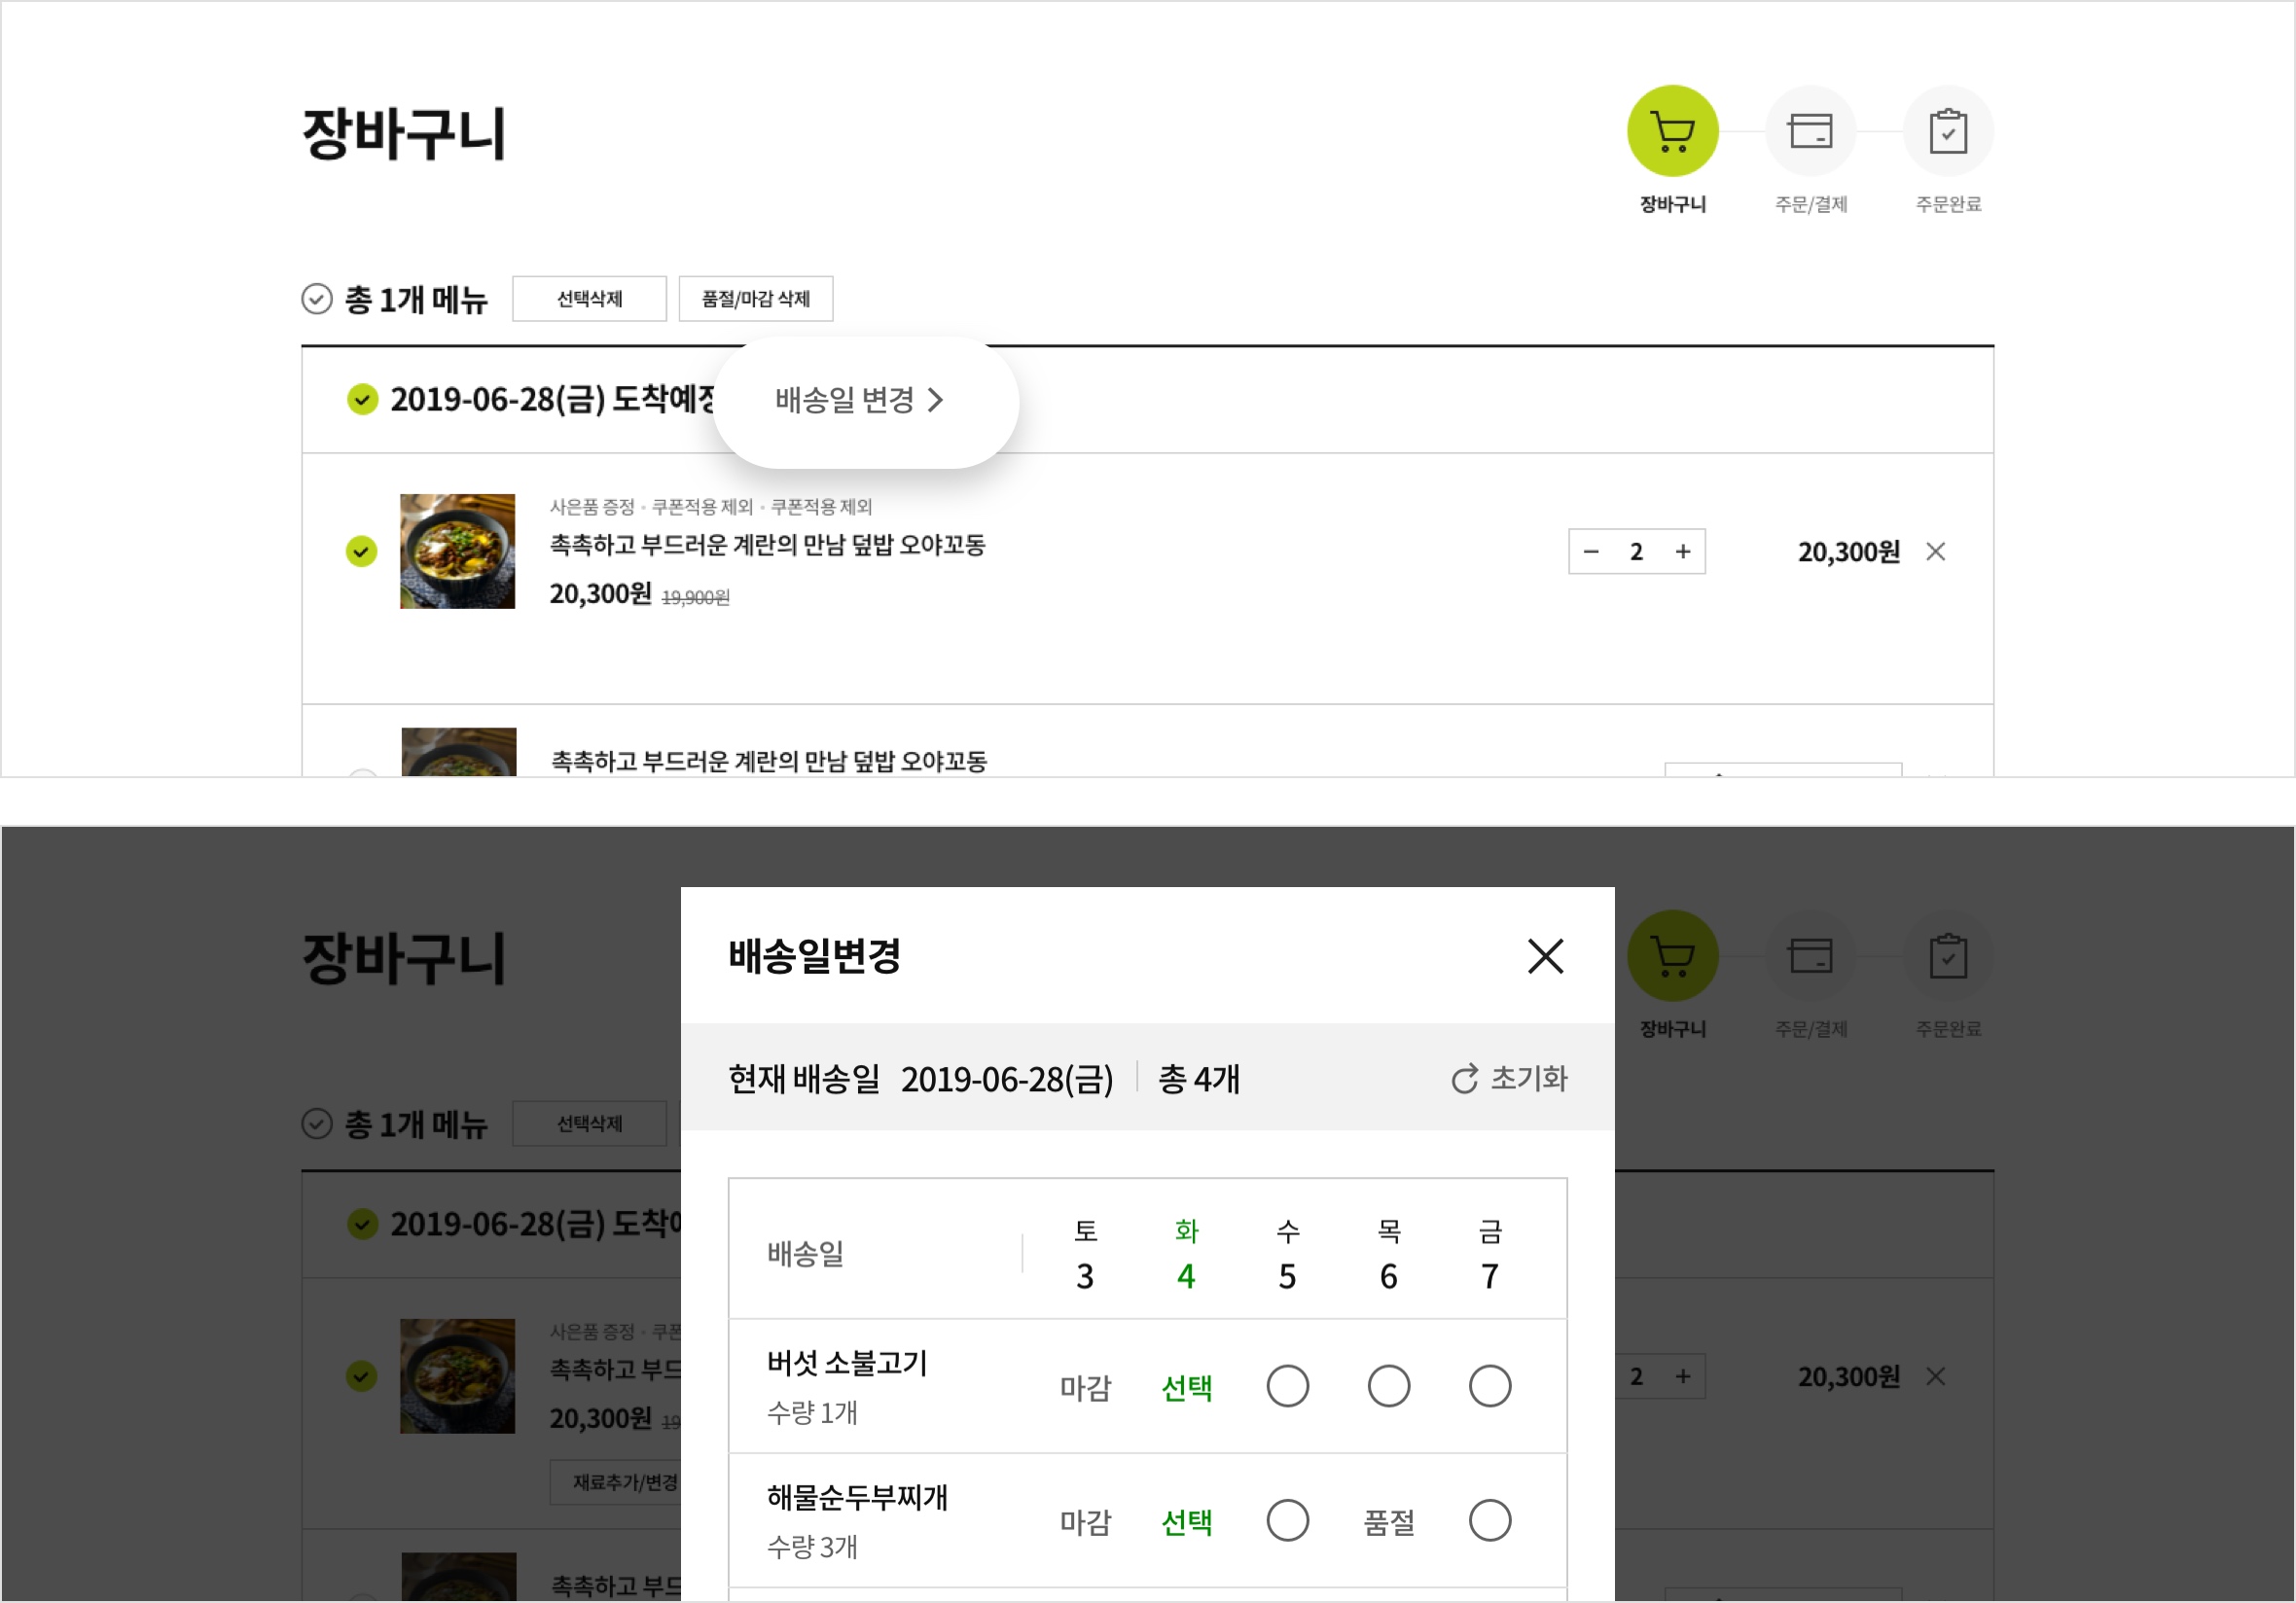 장바구니
장바구니
주문/결제
주문완료
총 1개 메뉴
선택삭제
품절/마감 삭제
2019-06-28(금) 도착예정
배송일 변경
사은품 증정 • 쿠폰적용 제외 • 쿠폰적용 제외
촉촉하고 부드러운 계란의 만남 덮밥 오야꼬동
20,300원 19,900원
2
20,300원
촉촉하고 부드러운 계란의 만남 덮밥 오야꼬동
장바구니
장바구니
주문/결제
주문완료
총 1개 메뉴
선택삭제
2019-06-28(금) 도착예
사은품 증정 • 쿠폰
촉촉하고 부드
20,300원 19
재료추가/변경
2
20,300원
촉촉하고 부드
배송일변경
현재 배송일 2019-06-28(금) 총 4개
초기화
배송일
토 화 수 목 금
3 4 5 6 7
버섯 소불고기
수량 1개
마감 선택
해물순두부찌개
수량 3개
마감 선택 품절